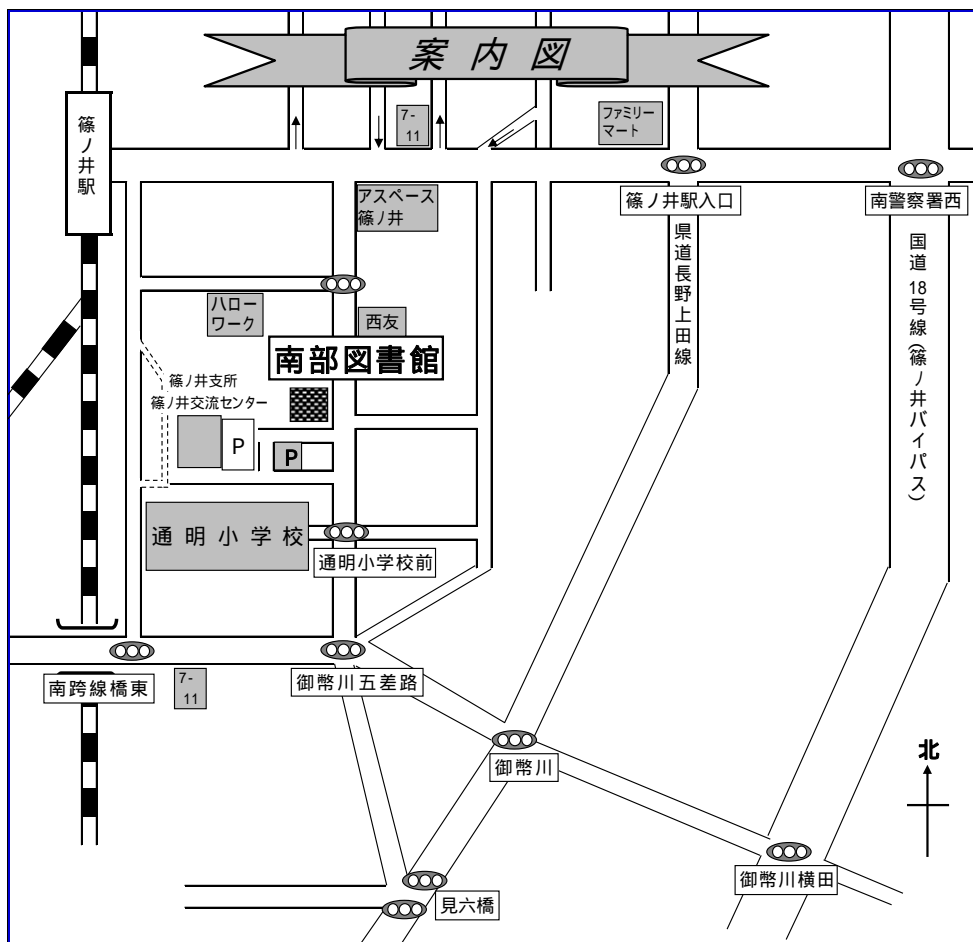 案内図
篠ノ井駅
7-
11
ファミリー
マート
篠ノ井駅入口
南警察署西
アスペース
篠ノ井
県道長野上田線
国道18号線(篠ノ井バイパス)
ハロー
ワーク
西友
南部図書館
篠ノ井支所
篠ノ井交流センター
P
P
通明小学校
通明小学校前
南跨線橋東
7-
11
御幣川五差路
御幣川
北
御幣川横田
見六橋